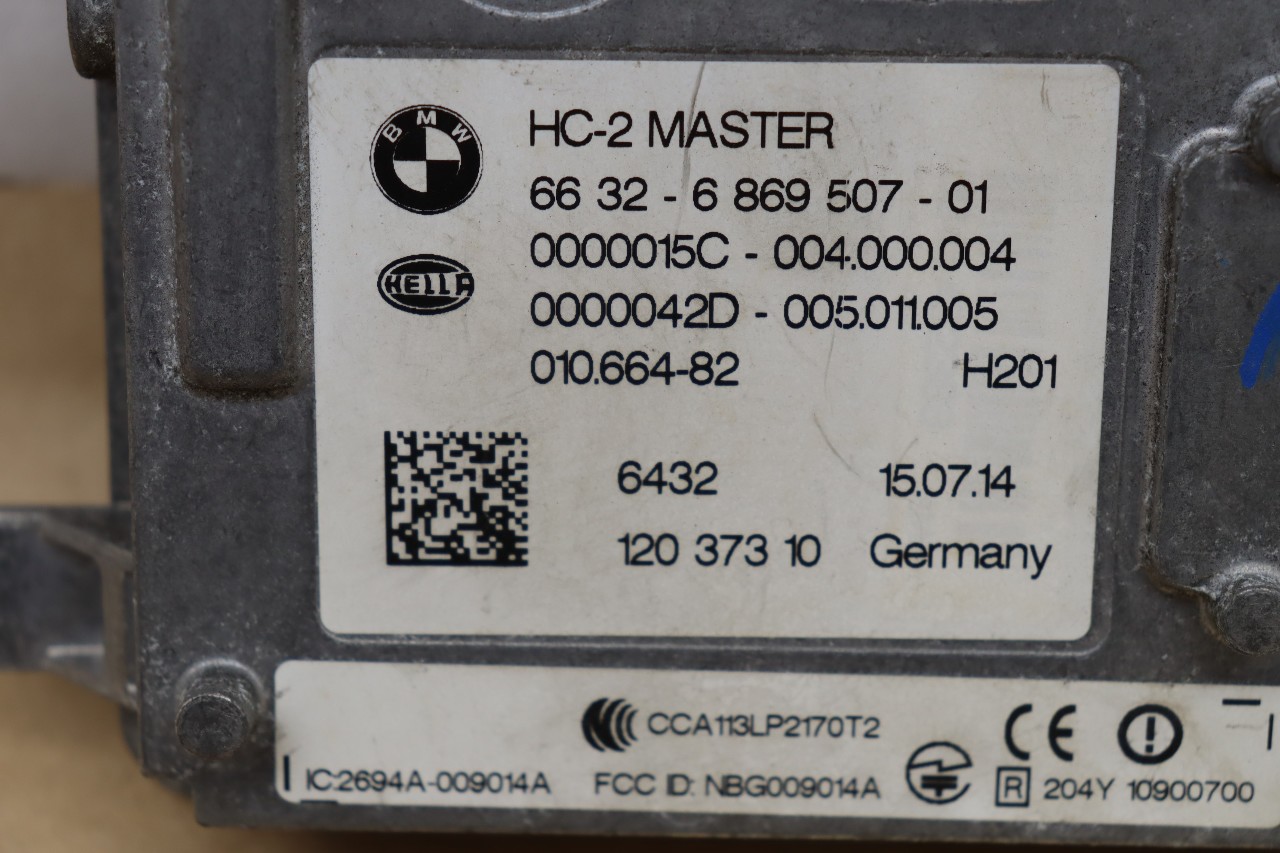 BMW
HC-2 MASTER
66 32 - 6 869 507 - 01
0000015C - 004.000.004
HELLA
0000042D - 005.011.005
010.664-82 H201
6432 15.07.14
120 373 10 Germany
CCA113LP2170T2 CE
IC:2694A-009014A FCC ID: NBG009014A R 204Y 10900700